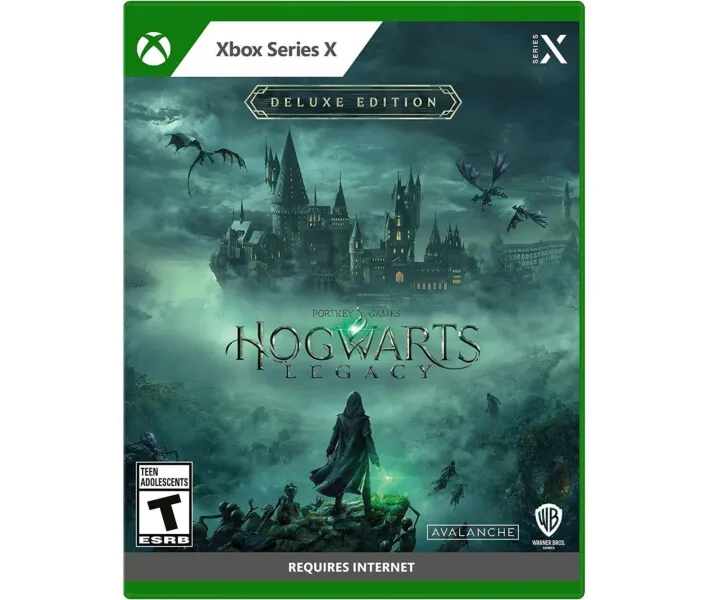 Xbox Series X
SERIES X
DELUXE EDITION
PORTKEY GAMES
HOGWARTS
LEGACY
TEEN
ADOLESCENTS
T
ESRB
AVALANCHE
WB
WARNER BROS.
GAMES
REQUIRES INTERNET